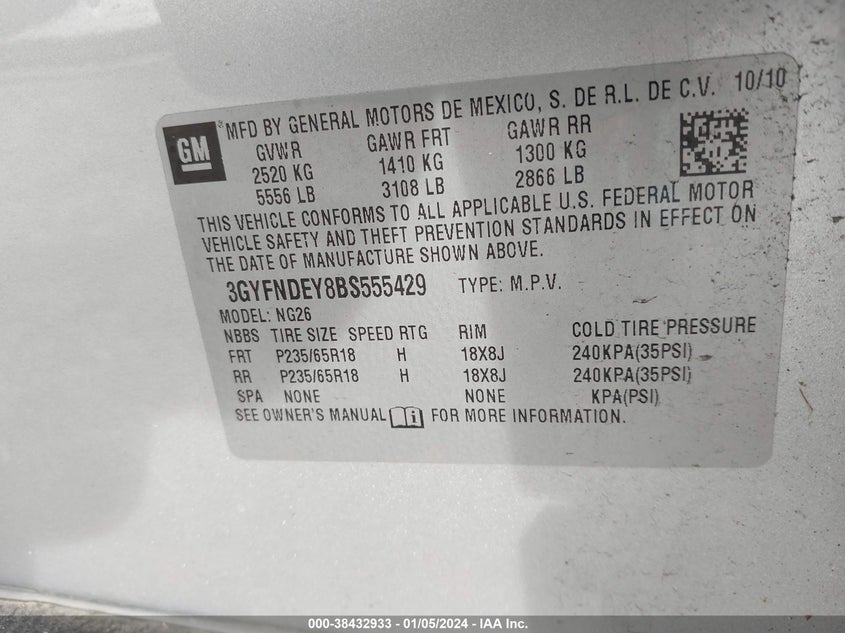 MFD BY GENERAL MOTORS DE MEXICO, S. DE R.L. DE C.V. 10/10
GM
GVWR GAWR FRT GAWR RR
2520 KG 1410 KG 1300 KG
5556 LB 3108 LB 2866 LB
THIS VEHICLE CONFORMS TO ALL APPLICABLE U.S. FEDERAL MOTOR
VEHICLE SAFETY AND THEFT PREVENTION STANDARDS IN EFFECT ON
THE DATE OF MANUFACTURE SHOWN ABOVE.
3GYFNDEY8BS555429 TYPE: M.P.V.
MODEL: NG26
NBBS TIRE SIZE SPEED RTG RIM COLD TIRE PRESSURE
FRT P235/65R18 H 18X8J 240KPA(35PSI)
RR P235/65R18 H 18X8J 240KPA(35PSI)
SPA NONE NONE KPA(PSI)
SEE OWNER'S MANUAL FOR MORE INFORMATION.
000-38432933 - 01/05/2024 - IAA Inc.